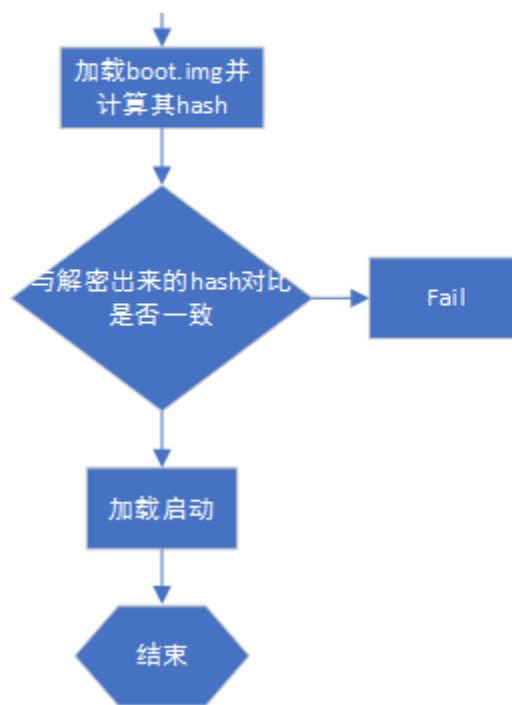 加载boot.img并
计算其hash
与解密出来的hash对比
是否一致
Fail
加载启动
结束